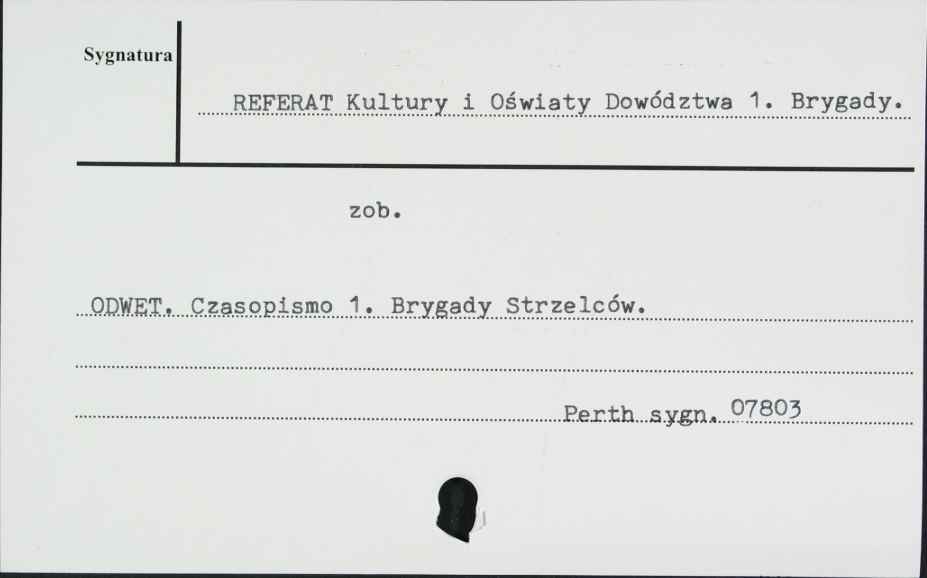 Sygnatura
REFERAT Kultury i Oświaty Dowództwa 1. Brygady.
zob.
ODWET. Czasopismo 1. Brygady Strzelców.
Perth sygn. 07803